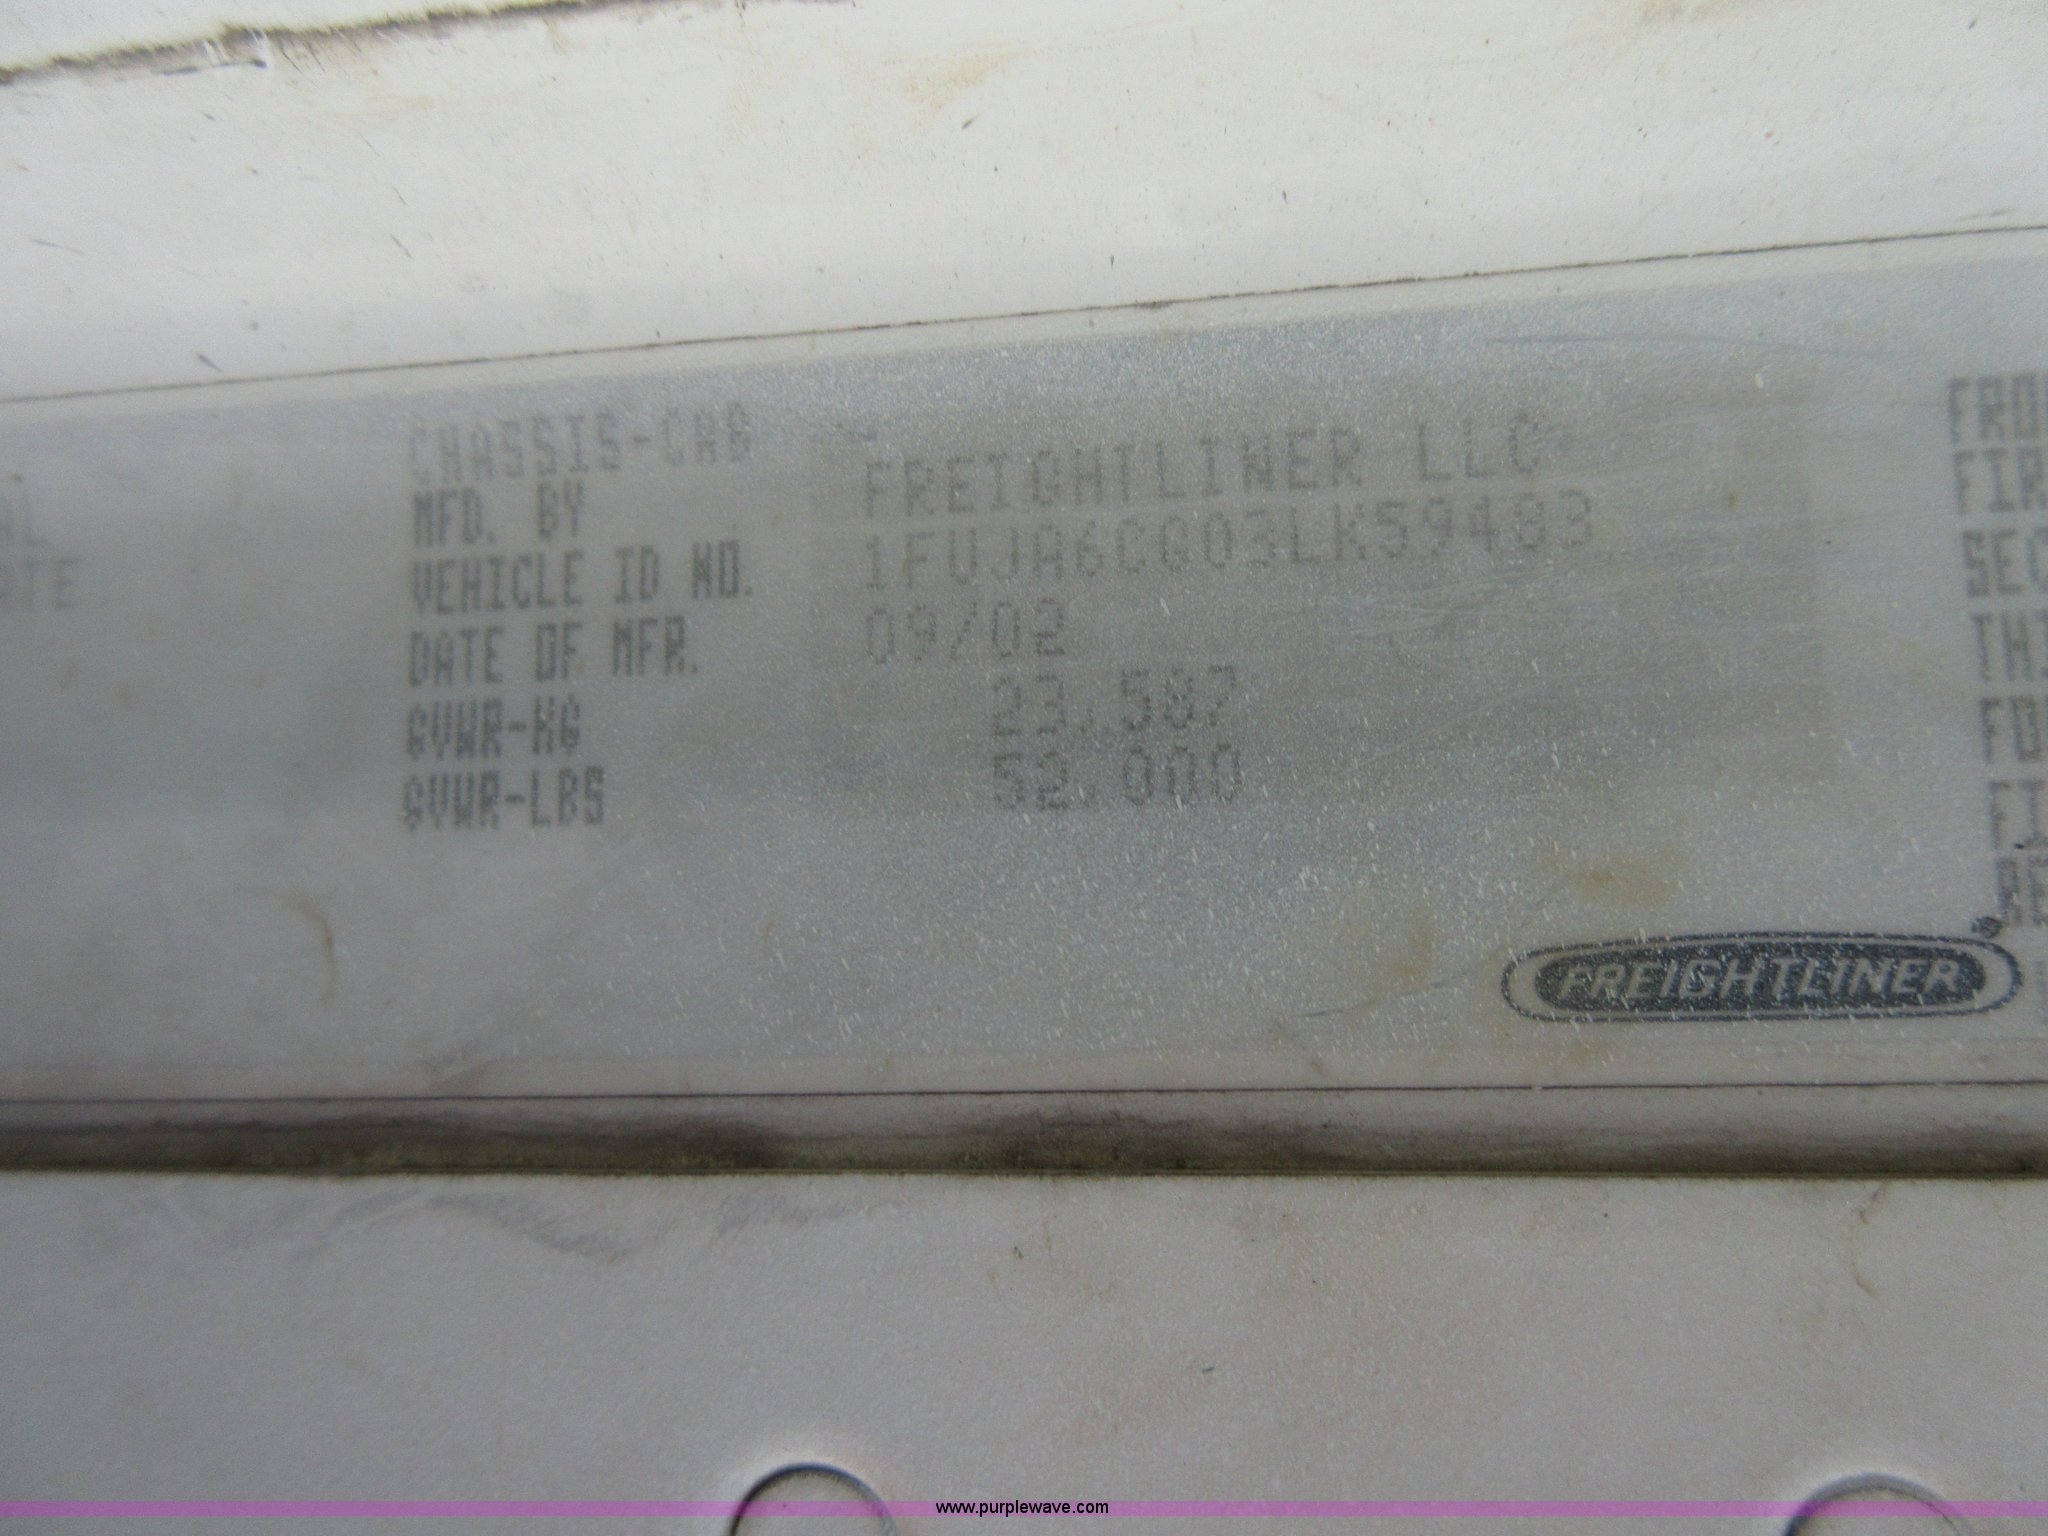 CHASSIS-CAB
MFD. BY FREIGHTLINER LLC
VEHICLE ID NO. 1FUJA6CG03LK59483
DATE OF MFR. 09/02
GVWR-KG 23,587
GVWR-LBS 52,000
FREIGHTLINER®
www.purplewave.com